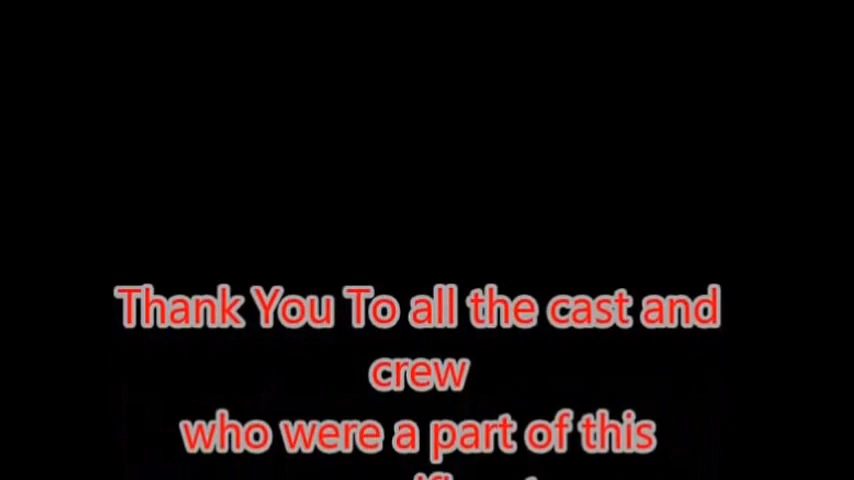 Thank You To all the cast and
crew
who were a part of this